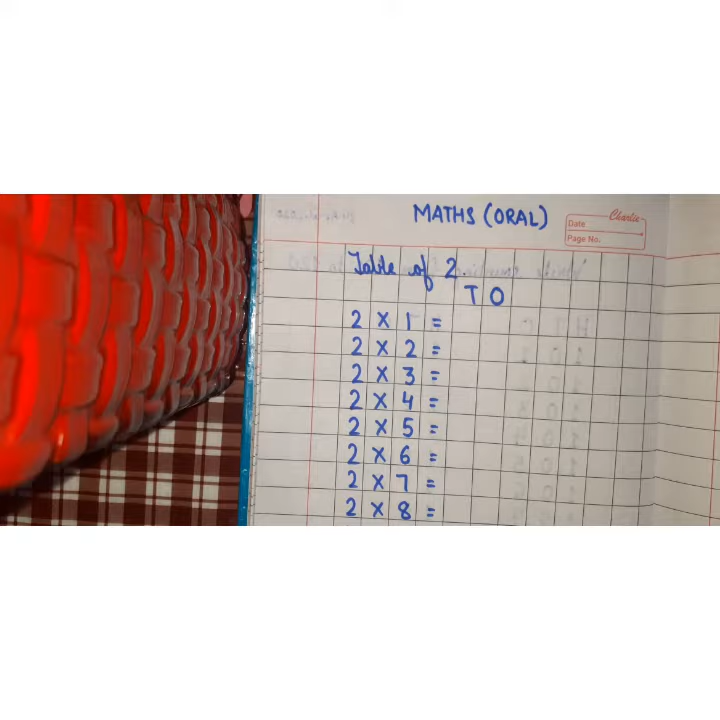 MATHS (ORAL)
Charlie
Date
Page No.
Table of 2.
T O
2 × 1 =
2 × 2 =
2 × 3 =
2 × 4 =
2 × 5 =
2 × 6 =
2 × 7 =
2 × 8 =